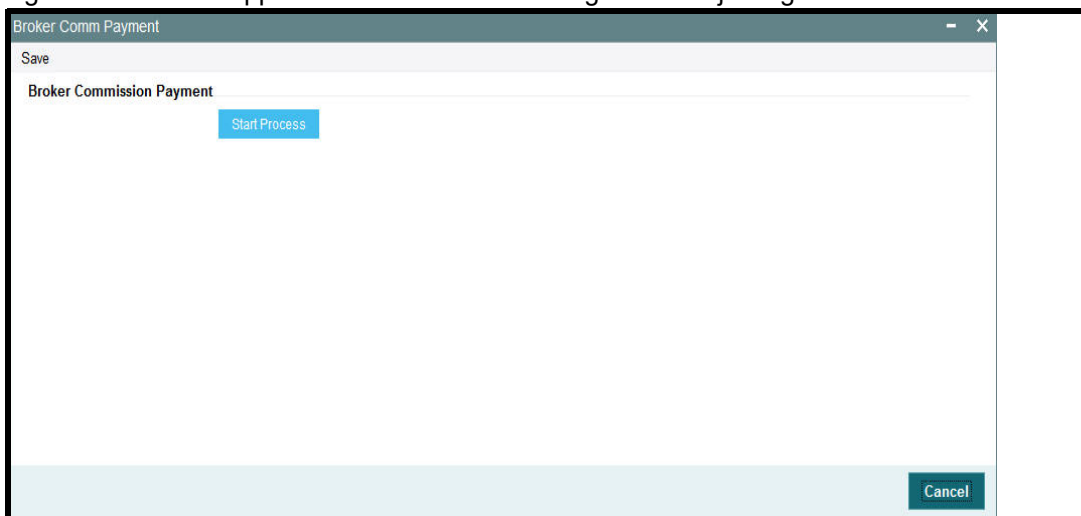 Broker Comm Payment
Save
Broker Commission Payment
Start Process
Cancel